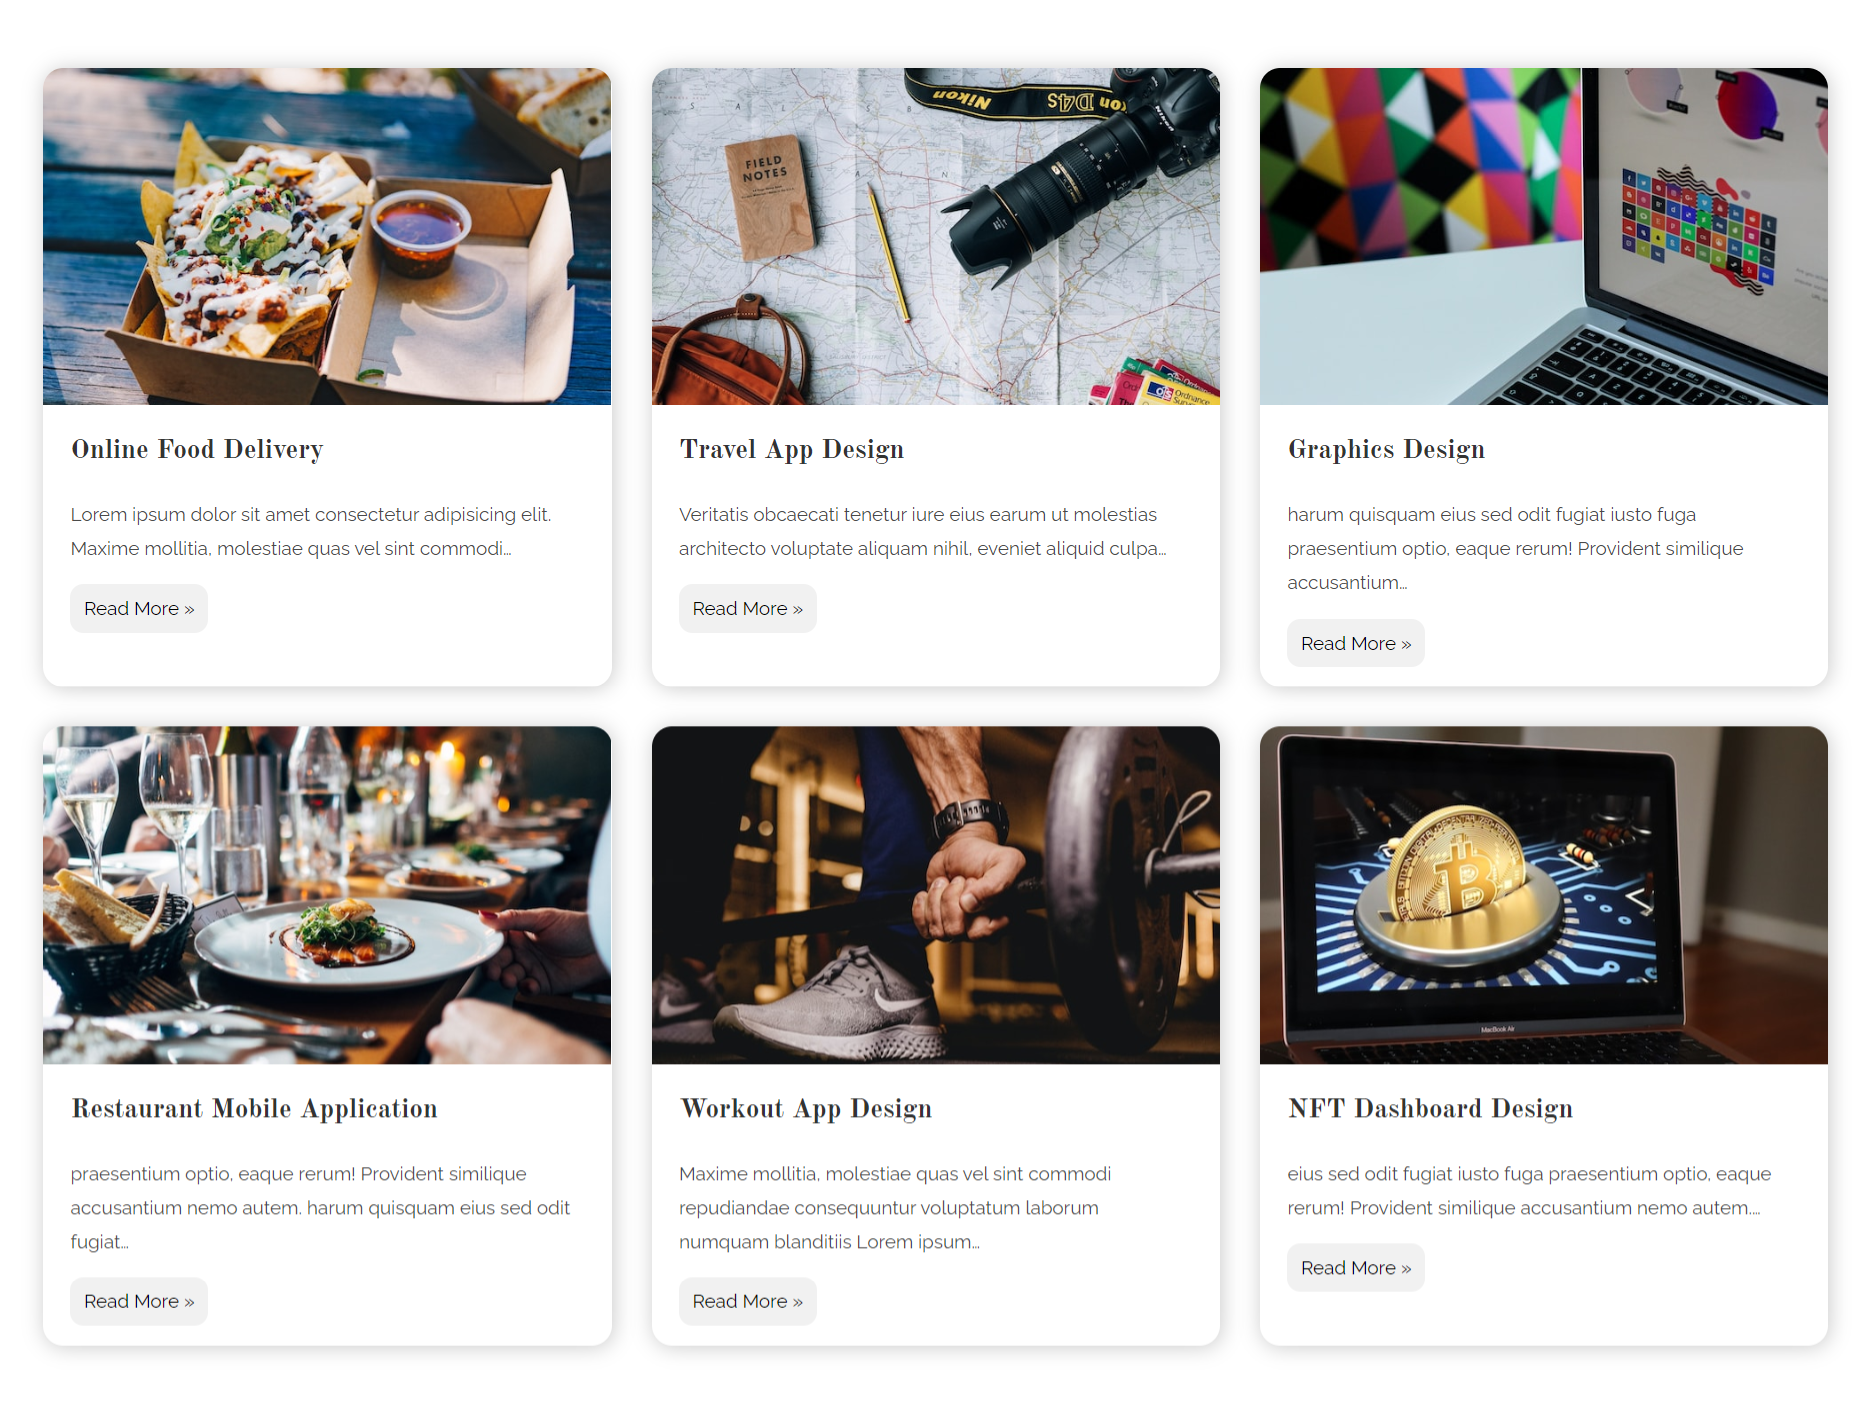 Nikon D4S
FIELD
NOTES
Nikon
Ordnance
Online Food Delivery
Lorem ipsum dolor sit amet consectetur adipisicing elit.
Maxime mollitia, molestiae quas vel sint commodi...
Read More »
Travel App Design
Veritatis obcaecati tenetur iure eius earum ut molestias
architecto voluptate aliquam nihil, eveniet aliquid culpa...
Read More »
Graphics Design
harum quisquam eius sed odit fugiat iusto fuga
praesentium optio, eaque rerum! Provident similique
accusantium...
Read More »
MacBook Air
Restaurant Mobile Application
praesentium optio, eaque rerum! Provident similique
accusantium nemo autem. harum quisquam eius sed odit
fugiat...
Read More »
Workout App Design
Maxime mollitia, molestiae quas vel sint commodi
repudiandae consequuntur voluptatum laborum
numquam blanditiis Lorem ipsum...
Read More »
NFT Dashboard Design
eius sed odit fugiat iusto fuga praesentium optio, eaque
rerum! Provident similique accusantium nemo autem....
Read More »